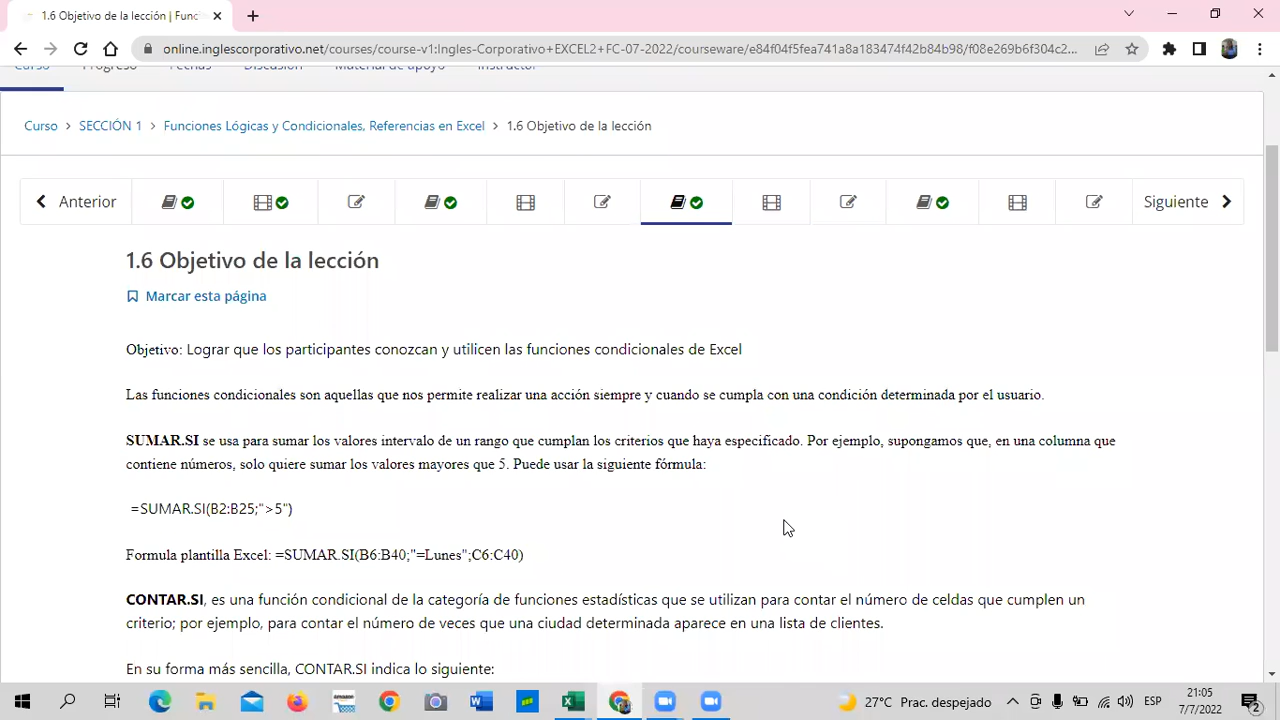 1.6 Objetivo de la lección | Func
online.inglescorporativo.net/courses/course-v1:Ingles-Corporativo+EXCEL2+FC-07-2022/courseware/e84f04f5fea741a8a183474f42b84b98/f08e269b6f304c2...
Curso Progreso Fechas Discusión Material de apoyo Instructor
Curso > SECCIÓN 1 > Funciones Lógicas y Condicionales, Referencias en Excel > 1.6 Objetivo de la lección
Anterior Siguiente
1.6 Objetivo de la lección
Marcar esta página
Objetivo: Lograr que los participantes conozcan y utilicen las funciones condicionales de Excel
Las funciones condicionales son aquellas que nos permite realizar una acción siempre y cuando se cumpla con una condición determinada por el usuario.
SUMAR.SI se usa para sumar los valores intervalo de un rango que cumplan los criterios que haya especificado. Por ejemplo, supongamos que, en una columna que
contiene números, solo quiere sumar los valores mayores que 5. Puede usar la siguiente fórmula:
=SUMAR.SI(B2:B25;">5")
Formula plantilla Excel: =SUMAR.SI(B6:B40;"=Lunes";C6:C40)
CONTAR.SI, es una función condicional de la categoría de funciones estadísticas que se utilizan para contar el número de celdas que cumplen un
criterio; por ejemplo, para contar el número de veces que una ciudad determinada aparece en una lista de clientes.
En su forma más sencilla, CONTAR.SI indica lo siguiente:
27°C Prac. despejado ESP
21:05
7/7/2022
2